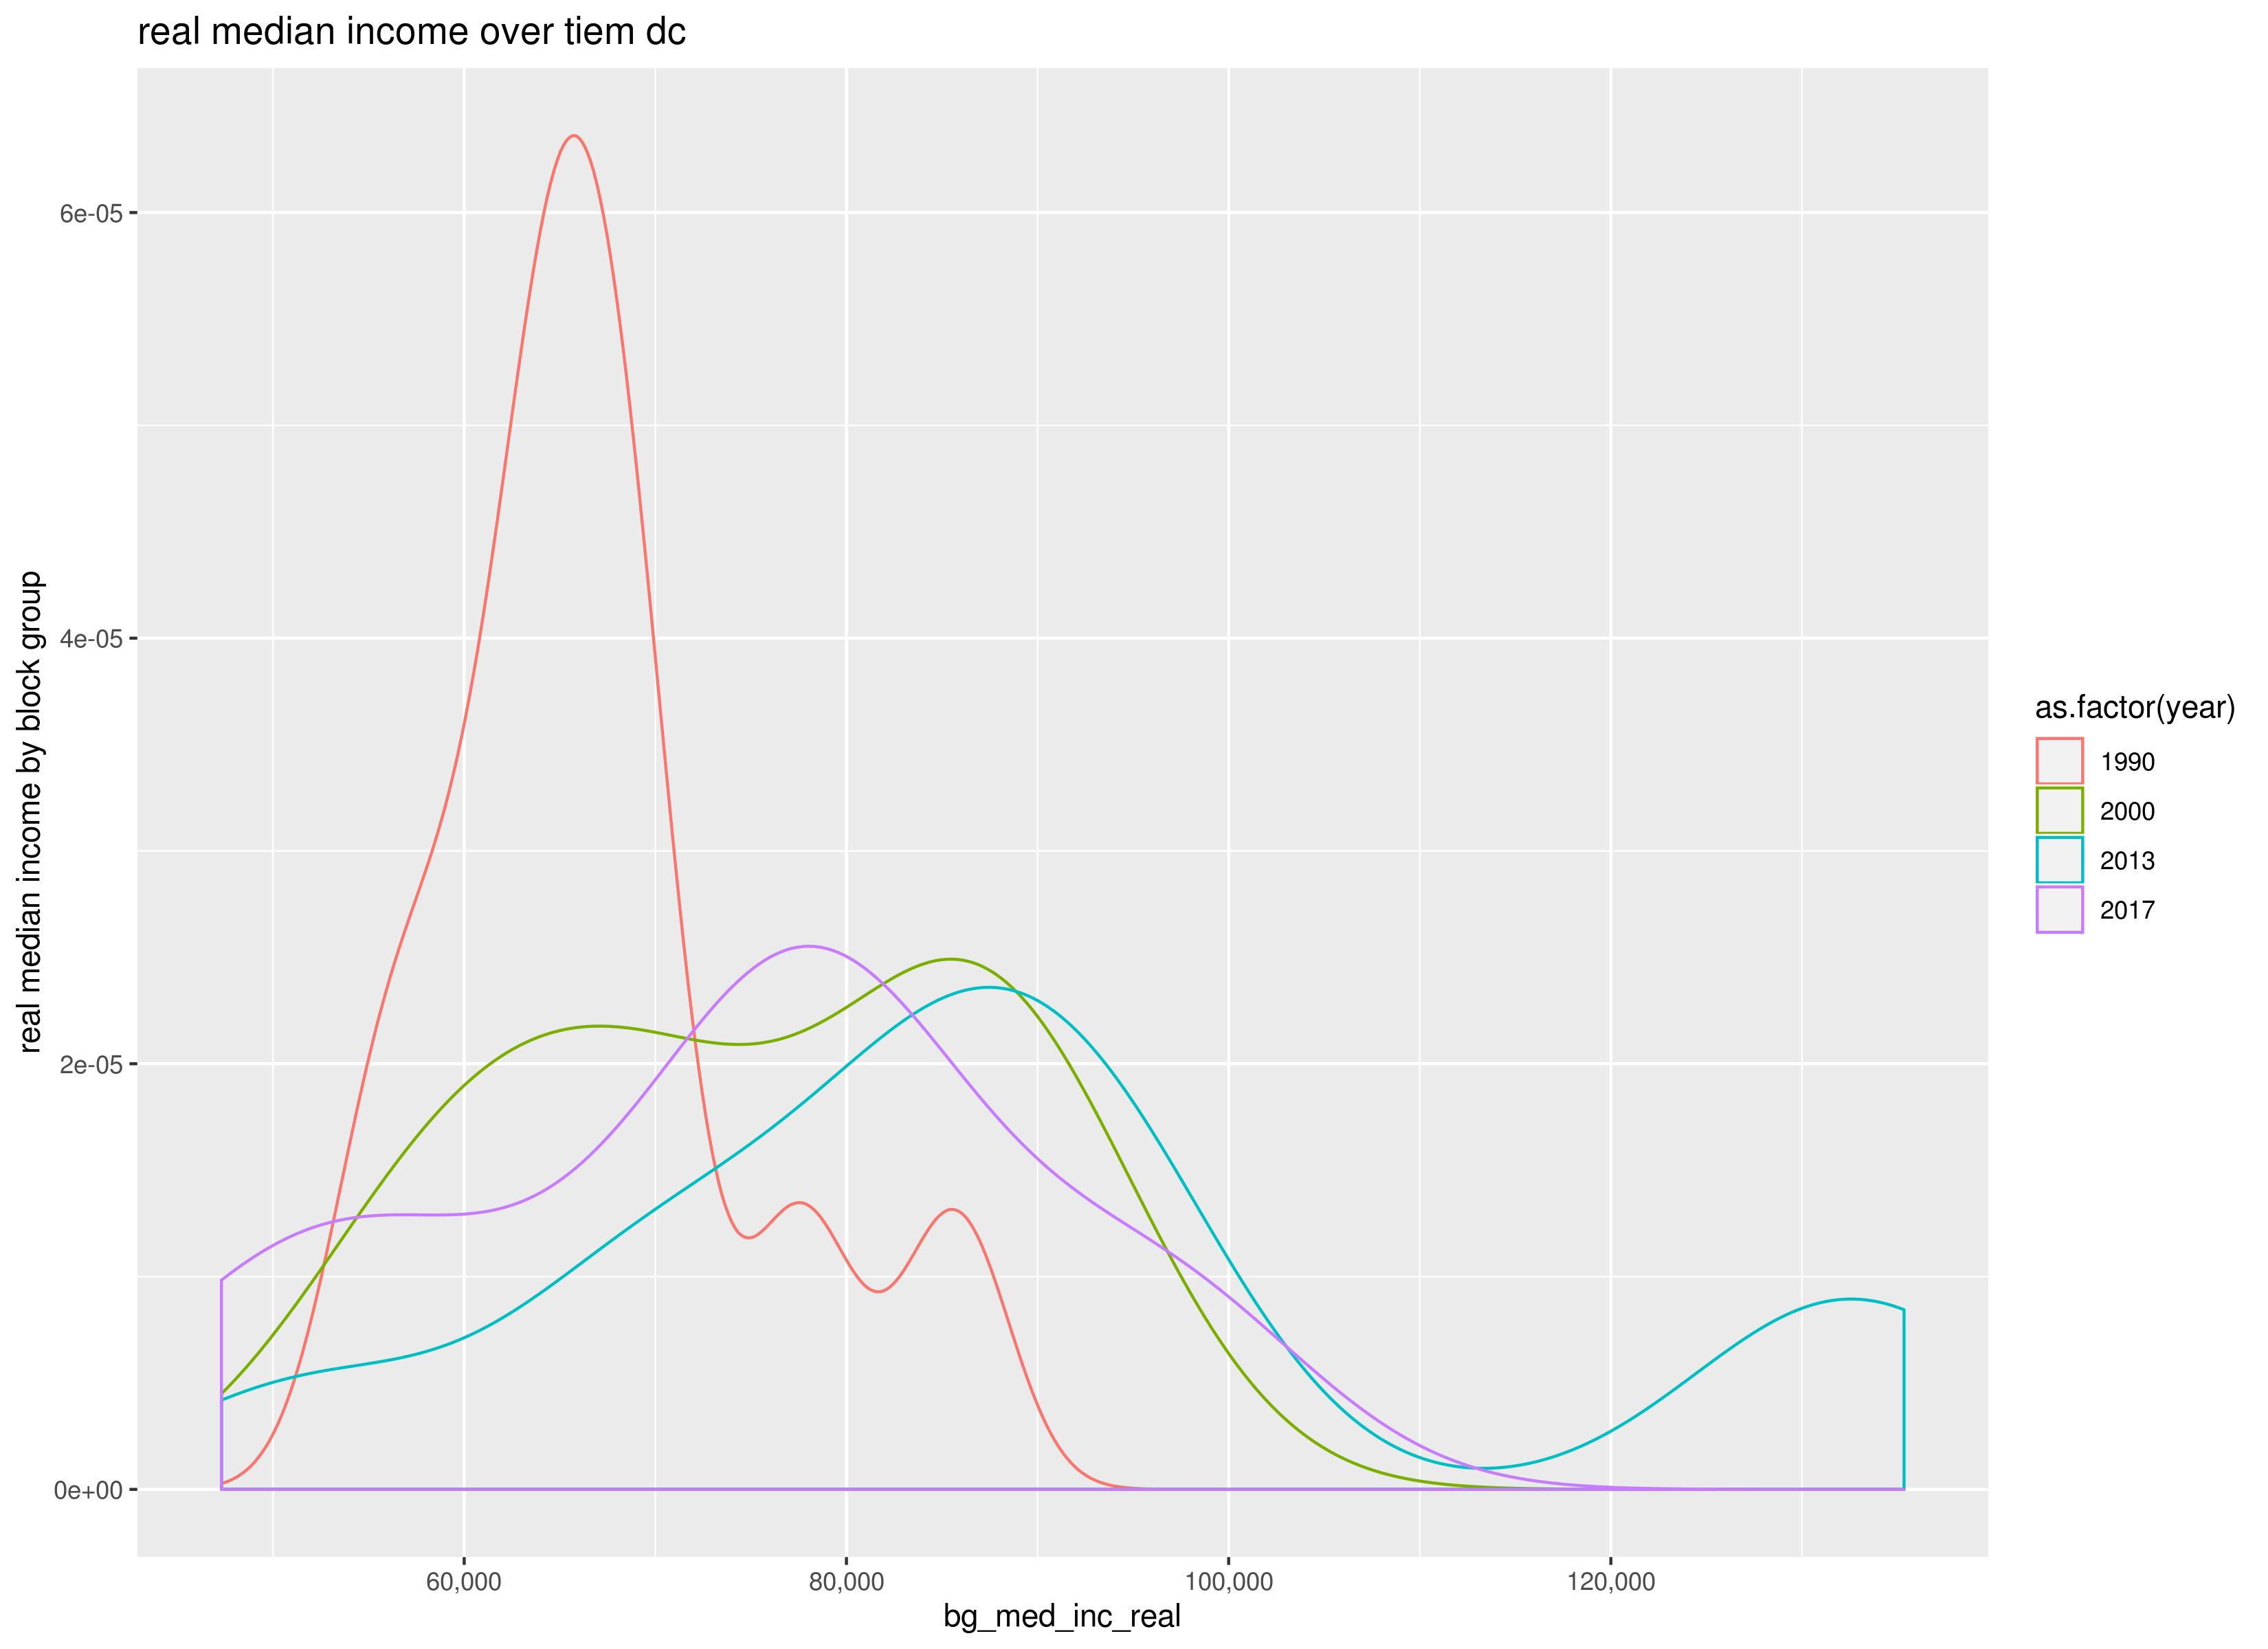 real median income over tiem dc
real median income by block group
6e-05
4e-05
2e-05
0e+00
60,000
80,000
100,000
120,000
bg_med_inc_real
as.factor(year)
1990
2000
2013
2017